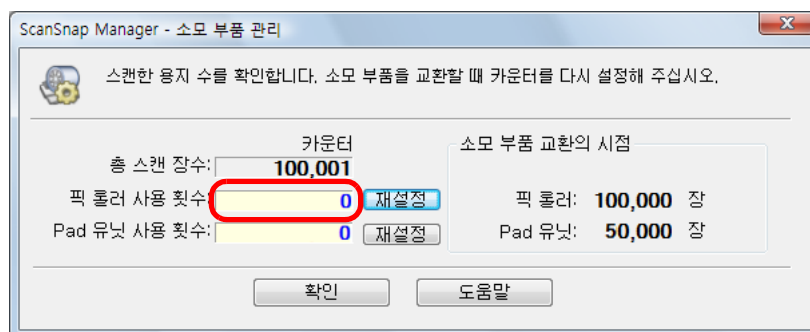 ScanSnap Manager - 소모 부품 관리
스캔한 용지 수를 확인합니다. 소모 부품을 교환할 때 카운터를 다시 설정해 주십시오.
카운터
총 스캔 장수: 100,001
픽 롤러 사용 횟수: 0 재설정
Pad 유닛 사용 횟수: 0 재설정
소모 부품 교환의 시점
픽 롤러: 100,000 장
Pad 유닛: 50,000 장
확인 도움말